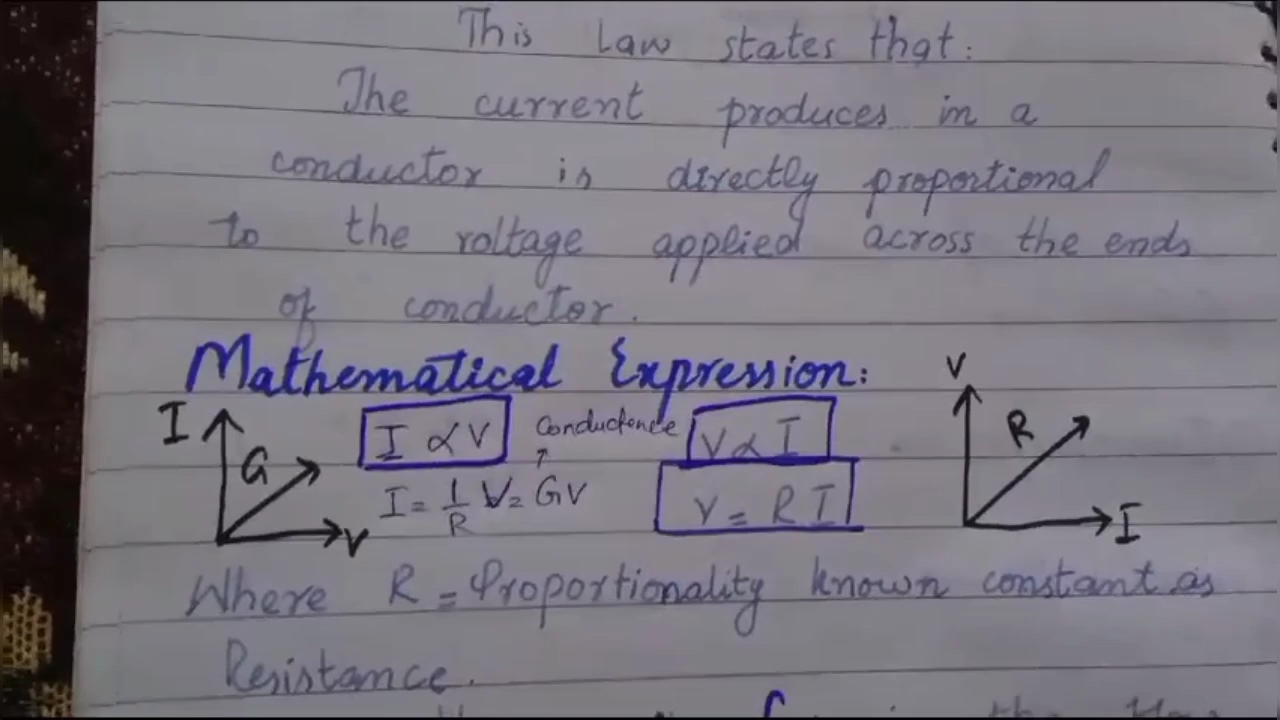 This Law states that:
The current produces in a
conductor is directly proportional
to the voltage applied across the ends
of conductor.
Mathematical Expression:
I G V
I ∝ V
Conductence
↑
I = 1/R V = GV
V ∝ I
V = RI
V R I
Where R = Proportionality known constant as
Resistance.